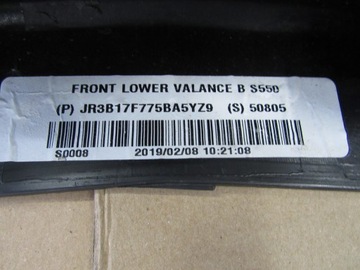 FRONT LOWER VALANCE B S550
(P) JR3B17F775BA5YZ9 (S) 50805
S0008 2019/02/08 10:21:08